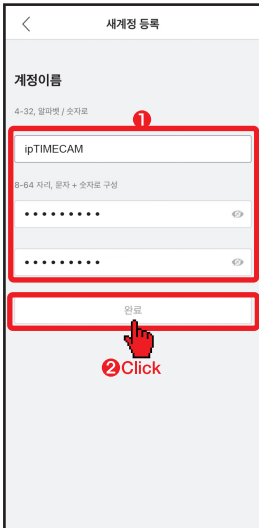 새계정 등록
계정이름
4-32, 알파벳 / 숫자로
❶
ipTIMECAM
8-64 자리, 문자 + 숫자로 구성
•••••••••
•••••••••
완료
❷Click